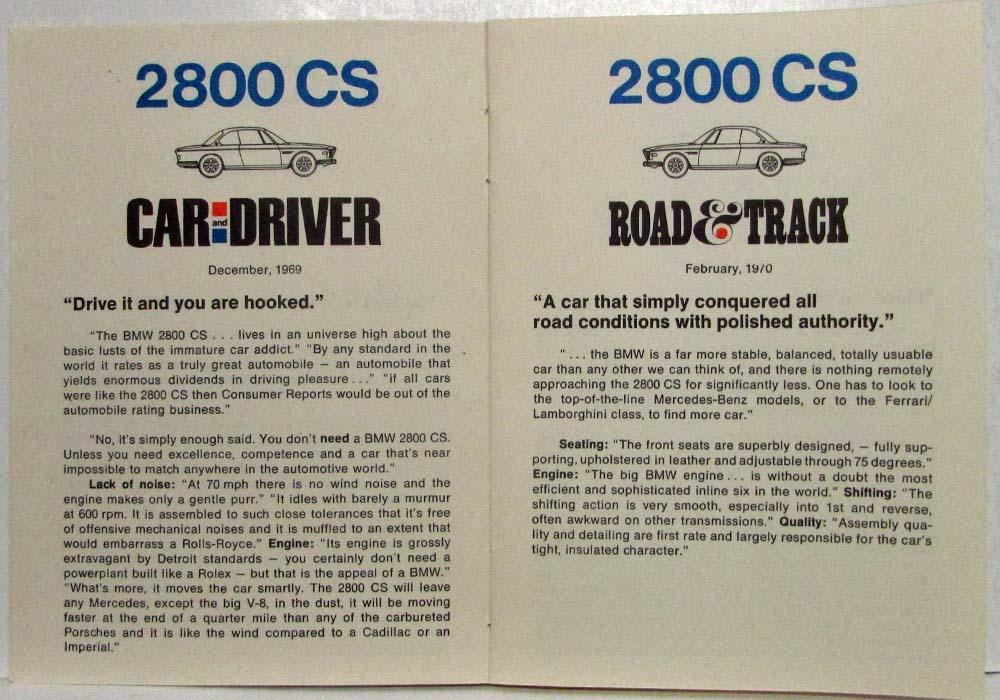 2800 CS
CAR and DRIVER
December, 1969
“Drive it and you are hooked.”
“The BMW 2800 CS . . . lives in an universe high about the
basic lusts of the immature car addict.” “By any standard in the
world it rates as a truly great automobile — an automobile that
yields enormous dividends in driving pleasure . . .” “if all cars
were like the 2800 CS then Consumer Reports would be out of the
automobile rating business.”
“No, it's simply enough said. You don't need a BMW 2800 CS.
Unless you need excellence, competence and a car that's near
impossible to match anywhere in the automotive world.”
Lack of noise: “At 70 mph there is no wind noise and the
engine makes only a gentle purr.” “It idles with barely a murmur
at 600 rpm. It is assembled to such close tolerances that it's free
of offensive mechanical noises and it is muffled to an extent that
would embarrass a Rolls-Royce.” Engine: “Its engine is grossly
extravagant by Detroit standards — you certainly don't need a
powerplant built like a Rolex — but that is the appeal of a BMW.”
“What's more, it moves the car smartly. The 2800 CS will leave
any Mercedes, except the big V-8, in the dust, it will be moving
faster at the end of a quarter mile than any of the carbureted
Porsches and it is like the wind compared to a Cadillac or an
Imperial.”
2800 CS
ROAD & TRACK
February, 1970
“A car that simply conquered all
road conditions with polished authority.”
“ . . . the BMW is a far more stable, balanced, totally usuable
car than any other we can think of, and there is nothing remotely
approaching the 2800 CS for significantly less. One has to look to
the top-of-the-line Mercedes-Benz models, or to the Ferrari/
Lamborghini class, to find more car.”
Seating: “The front seats are superbly designed, — fully sup-
porting, upholstered in leather and adjustable through 75 degrees.”
Engine: “The big BMW engine . . . is without a doubt the most
efficient and sophisticated inline six in the world.” Shifting: “The
shifting action is very smooth, especially into 1st and reverse,
often awkward on other transmissions.” Quality: “Assembly qua-
lity and detailing are first rate and largely responsible for the car's
tight, insulated character.”